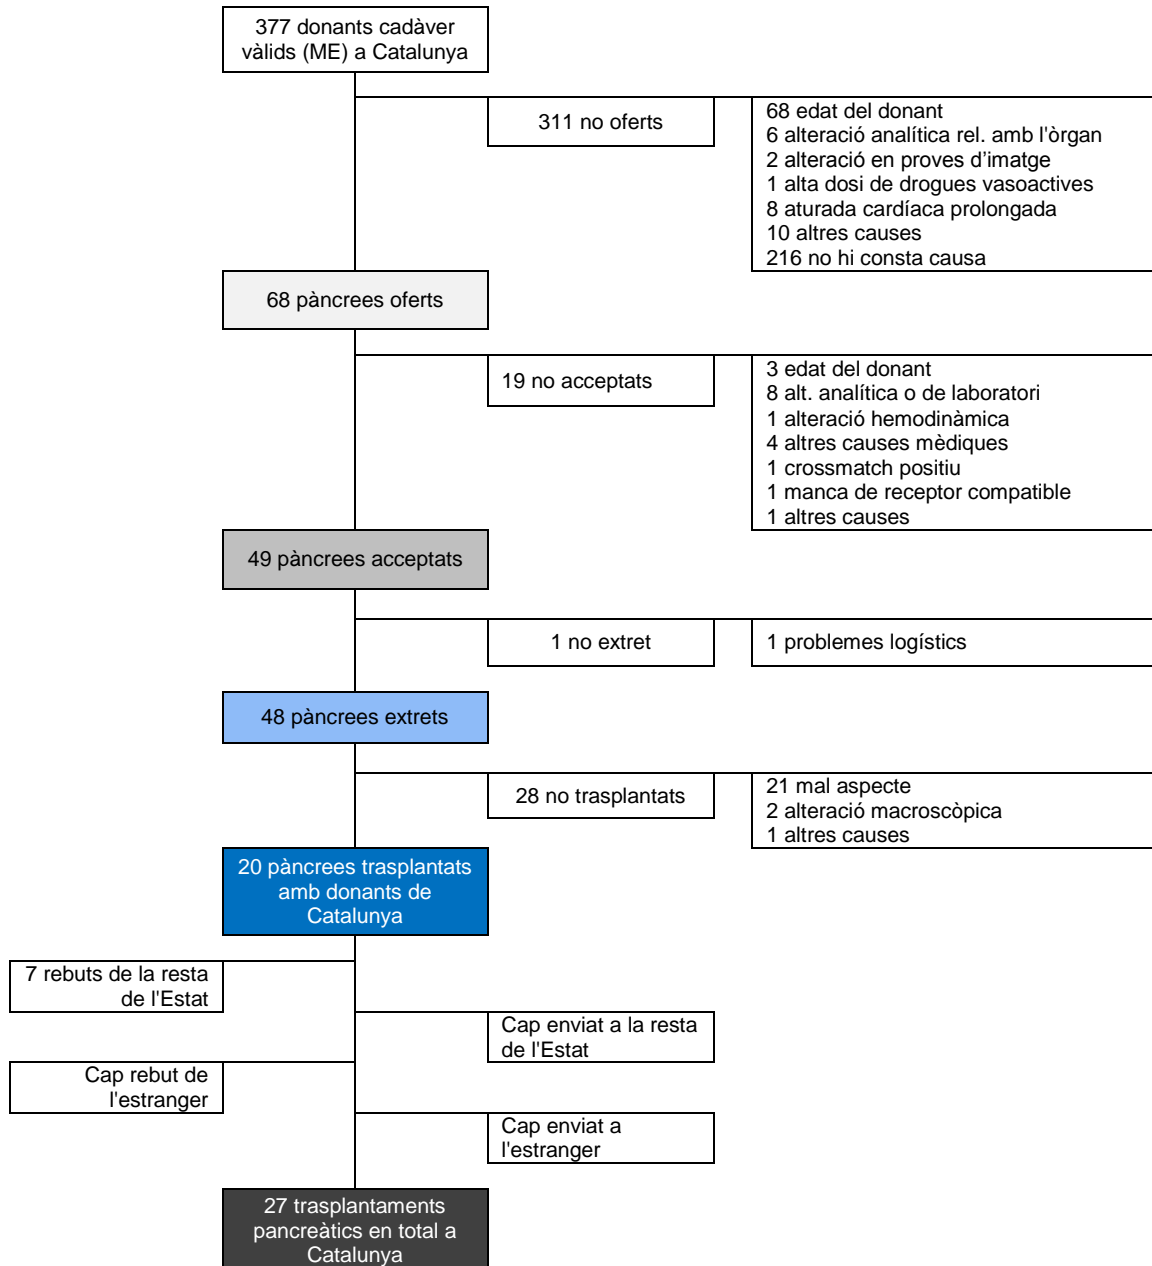 377 donants cadàver
vàlids (ME) a Catalunya
311 no oferts
68 edat del donant
6 alteració analítica rel. amb l'òrgan
2 alteració en proves d’imatge
1 alta dosi de drogues vasoactives
8 aturada cardíaca prolongada
10 altres causes
216 no hi consta causa
68 pàncrees oferts
19 no acceptats
3 edat del donant
8 alt. analítica o de laboratori
1 alteració hemodinàmica
4 altres causes mèdiques
1 crossmatch positiu
1 manca de receptor compatible
1 altres causes
49 pàncrees acceptats
1 no extret
1 problemes logístics
48 pàncrees extrets
28 no trasplantats
21 mal aspecte
2 alteració macroscòpica
1 altres causes
20 pàncrees trasplantats
amb donants de
Catalunya
7 rebuts de la resta
de l'Estat
Cap enviat a la resta
de l'Estat
Cap rebut de
l'estranger
Cap enviat a
l'estranger
27 trasplantaments
pancreàtics en total a
Catalunya